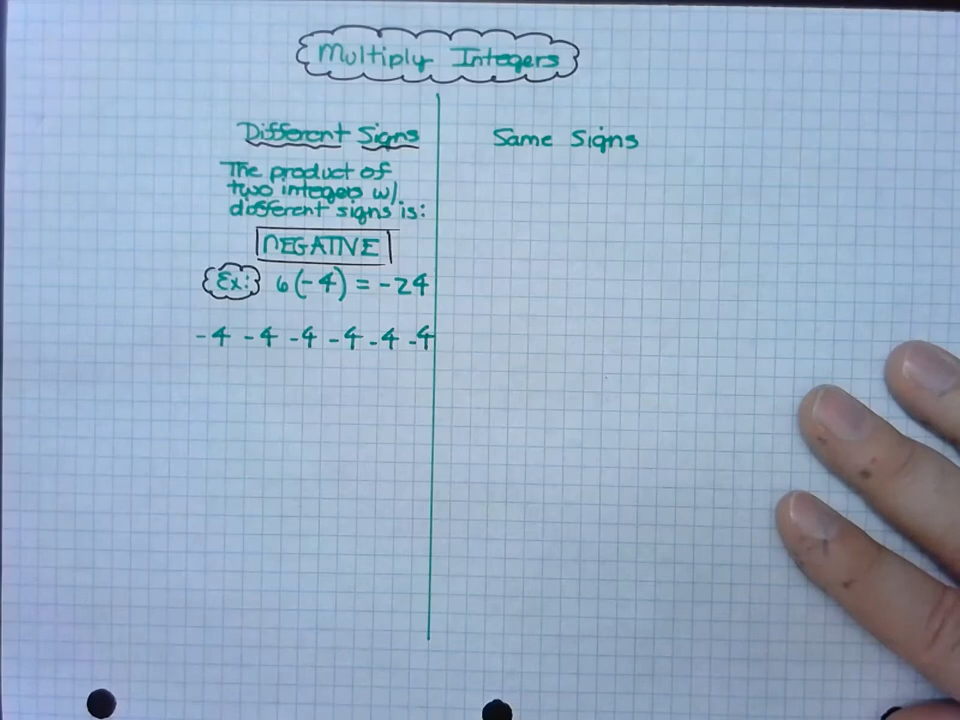 Multiply Integers
Different Signs
The product of
two integers w/
different signs is:
NEGATIVE
Ex: 6(-4) = -24
-4 -4 -4 -4 -4 -4
Same Signs